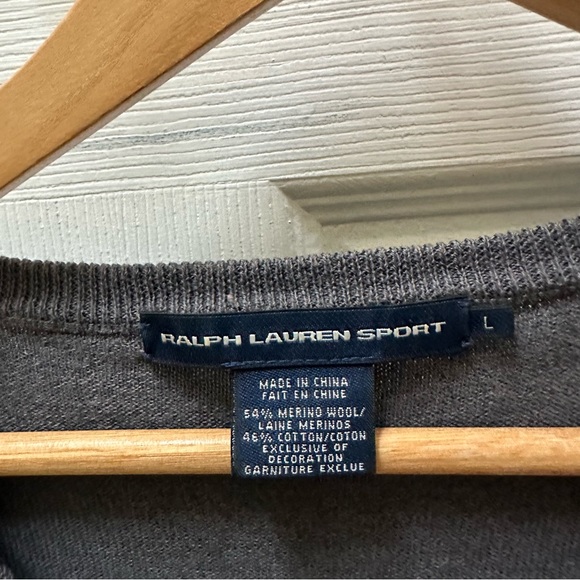 RALPH LAUREN SPORT
L
MADE IN CHINA
FAIT EN CHINE
54% MERINO WOOL/
LAINE MERINOS
46% COTTON/COTON
EXCLUSIVE OF
DECORATION
GARNITURE EXCLUE